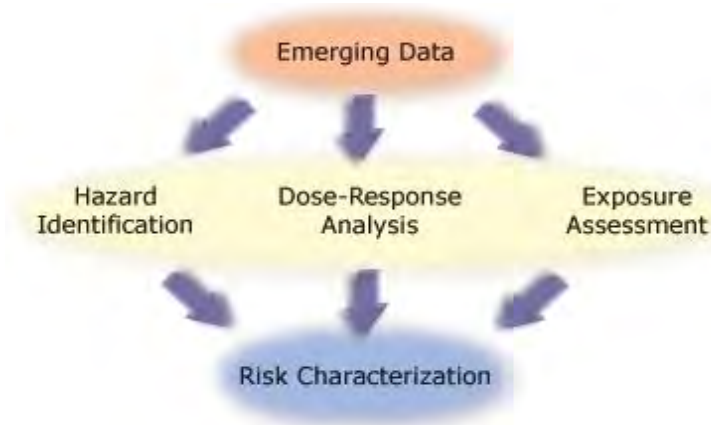 Emerging Data
Hazard
Identification
Dose-Response
Analysis
Exposure
Assessment
Risk Characterization